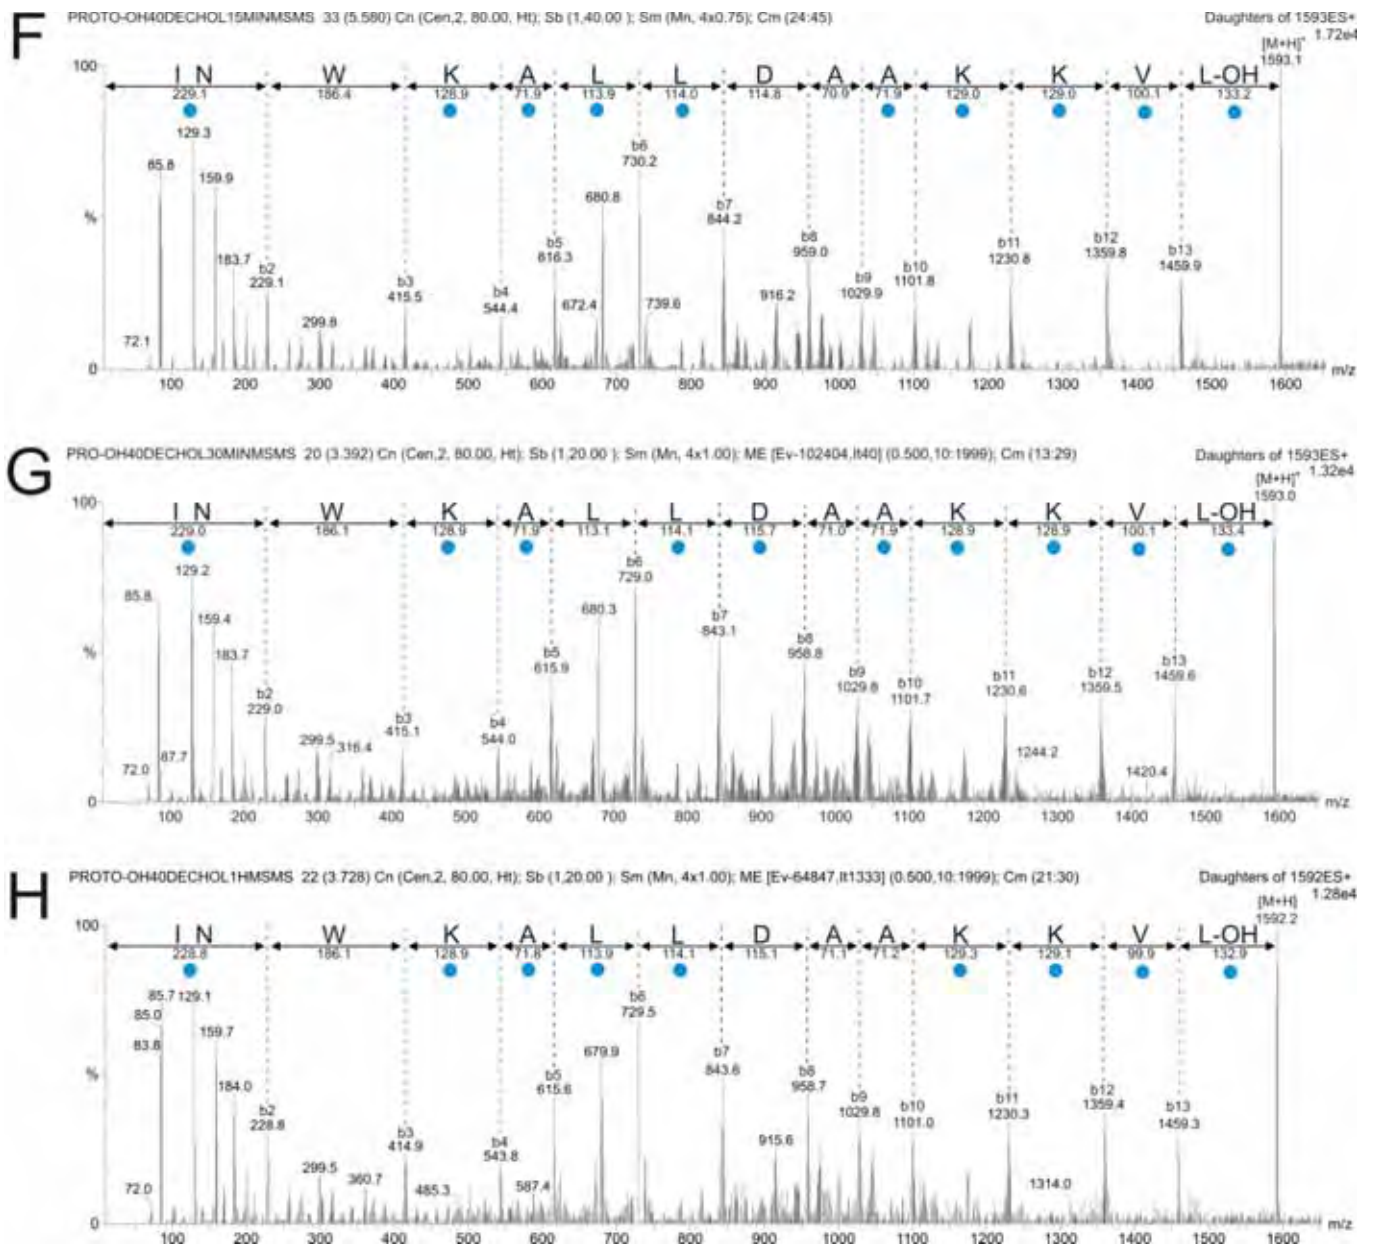 F
PROTO-OH40DECHOL15MINMSMS 33 (5.580) Cn (Cen,2, 80.00, Ht); Sb (1,40.00 ); Sm (Mn, 4x0.75); Cm (24:45)
Daughters of 1593ES+
1.72e4
[M+H]+
1593.1
100
I N W K A L L D A A K K V L-OH
229.1 186.4 128.9 71.9 113.9 114.0 114.8 70.9 71.9 129.0 129.0 100.1 133.2
129.3
85.8
159.9
b6
730.2
680.8
b7
844.2
%
183.7
b2
229.1
b3
415.5
b4
544.4
b5
616.3
672.4
739.6
916.2
b8
959.0
b9
1029.9
b10
1101.8
b11
1230.8
b12
1359.8
b13
1459.9
72.1
299.8
0
100 200 300 400 500 600 700 800 900 1000 1100 1200 1300 1400 1500 1600 m/z
G
PRO-OH40DECHOL30MINMSMS 20 (3.392) Cn (Cen,2, 80.00, Ht); Sb (1,20.00 ); Sm (Mn, 4x1.00); ME [Ev-102404,It40] (0.500,10:1999); Cm (13:29)
Daughters of 1593ES+
1.32e4
[M+H]+
1593.0
100
I N W K A L L D A A K K V L-OH
229.0 186.1 128.9 71.9 113.1 114.1 115.7 71.0 71.9 128.9 128.9 100.1 133.4
129.2
85.8
159.4
b6
729.0
680.3
b7
843.1
%
183.7
b2
229.0
b3
415.1
b4
544.0
b5
615.9
b8
958.8
b9
1029.8
b10
1101.7
b11
1230.6
b12
1359.5
b13
1459.6
72.0
87.7
299.5
316.4
1244.2
1420.4
0
100 200 300 400 500 600 700 800 900 1000 1100 1200 1300 1400 1500 1600 m/z
H
PROTO-OH40DECHOL1HMSMS 22 (3.728) Cn (Cen,2, 80.00, Ht); Sb (1,20.00 ); Sm (Mn, 4x1.00); ME [Ev-64847,It1333] (0.500,10:1999); Cm (21:30)
Daughters of 1592ES+
1.28e4
[M+H]
1592.2
100
I N W K A L L D A A K K V L-OH
228.8 186.1 128.9 71.8 113.9 114.1 115.1 71.1 71.2 129.3 129.1 99.9 132.9
85.7 129.1
85.0
83.8
159.7
b6
729.5
679.9
b7
843.6
%
184.0
b2
228.8
b3
414.9
b4
543.8
b5
615.6
b8
958.7
b9
1029.8
b10
1101.0
b11
1230.3
b12
1359.4
b13
1459.3
72.0
299.5
360.7
485.3
587.4
915.6
1314.0
0
100 200 300 400 500 600 700 800 900 1000 1100 1200 1300 1400 1500 1600 m/z